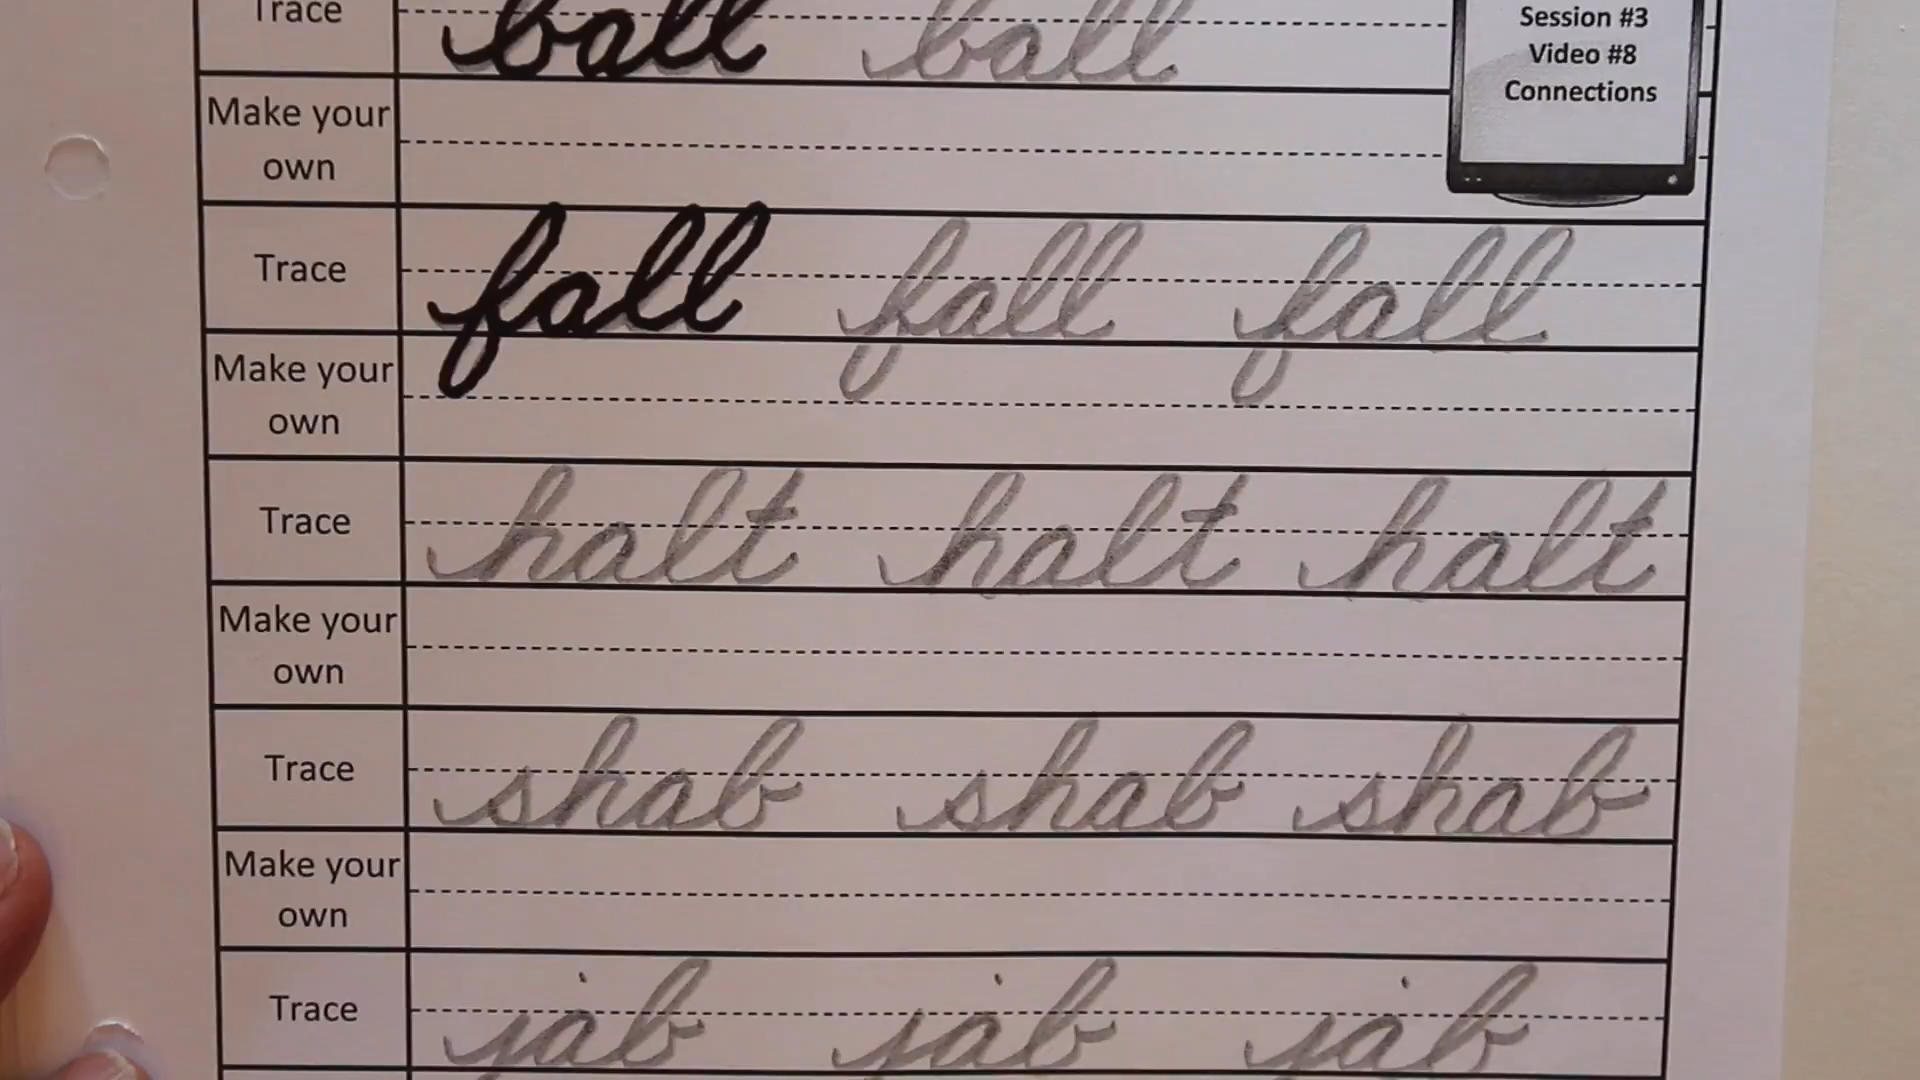 Trace ball ball
Session #3
Video #8
Connections
Make your
own
Trace fall fall fall
Make your
own
Trace halt halt halt
Make your
own
Trace shab shab shab
Make your
own
Trace jab jab jab